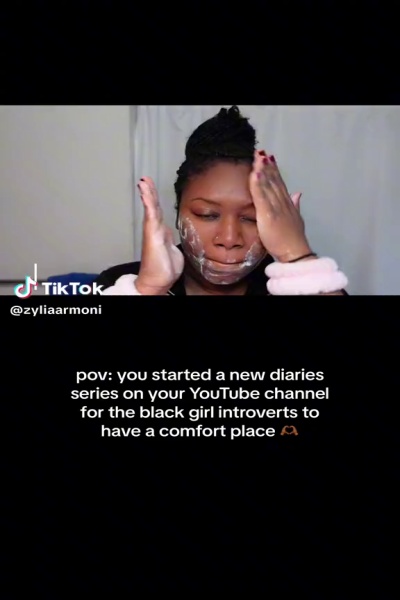 TikTok
@zyliaarmoni
pov: you started a new diaries
series on your YouTube channel
for the black girl introverts to
have a comfort place 🫶🏾